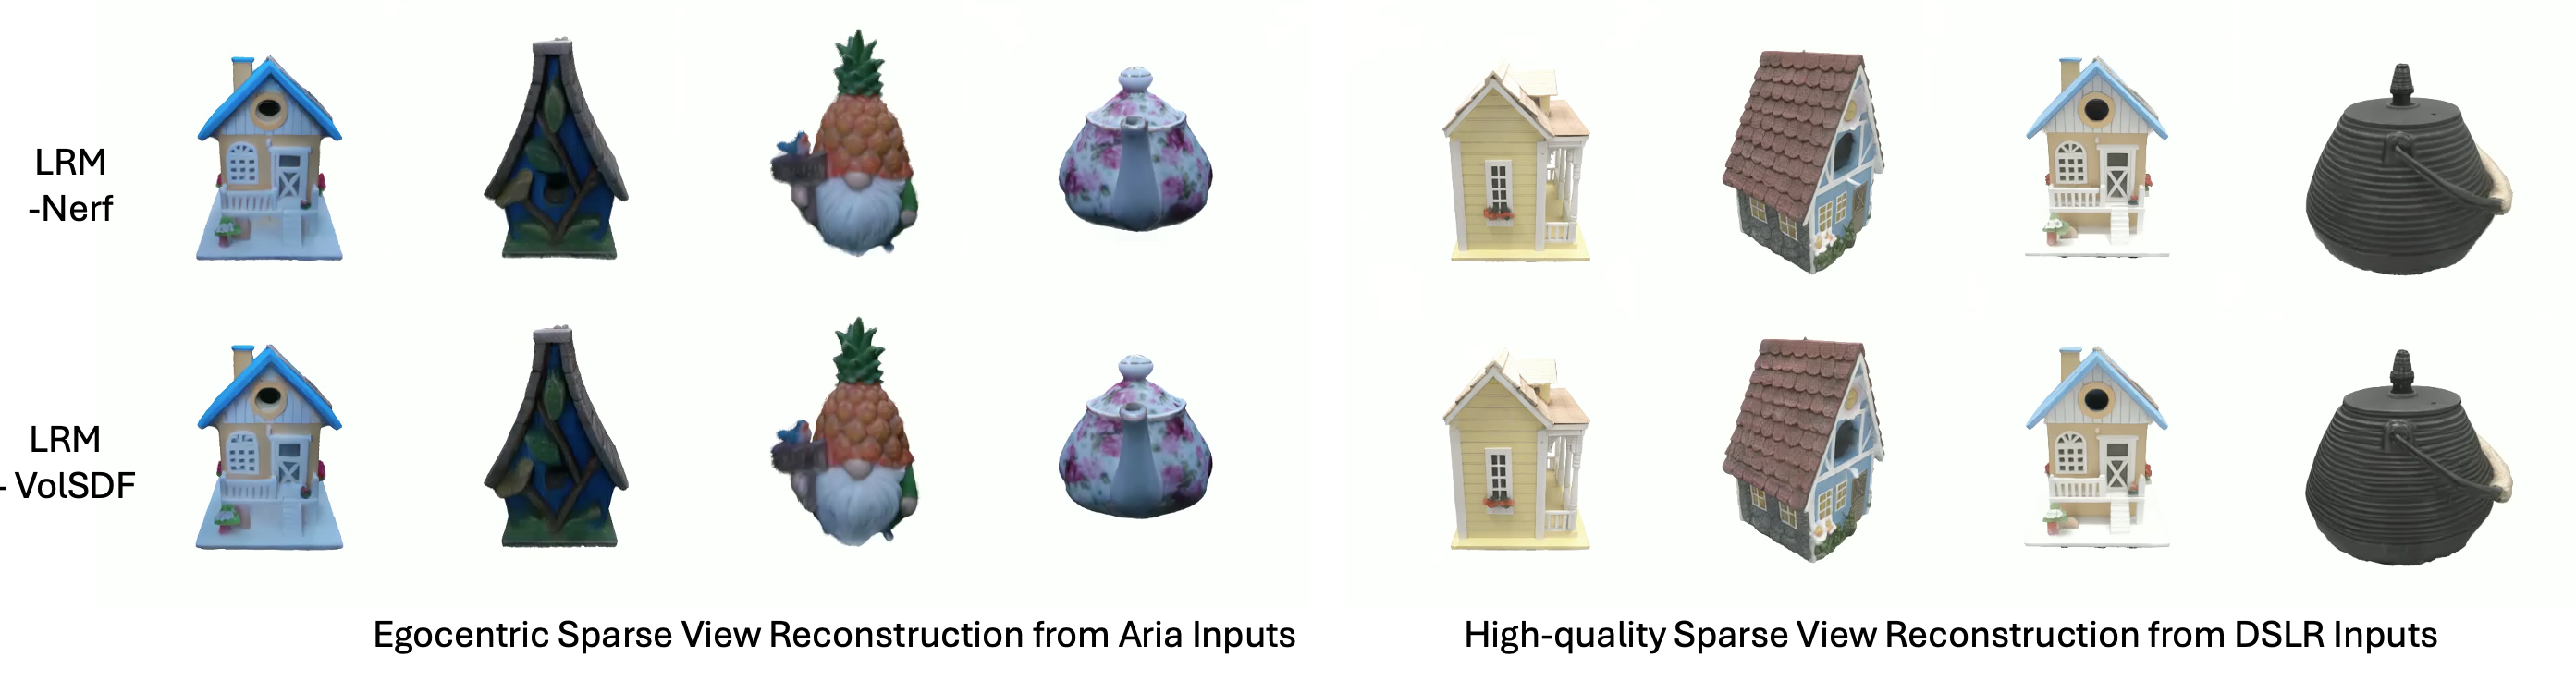 LRM
-Nerf
LRM
- VolSDF
Egocentric Sparse View Reconstruction from Aria Inputs
High-quality Sparse View Reconstruction from DSLR Inputs